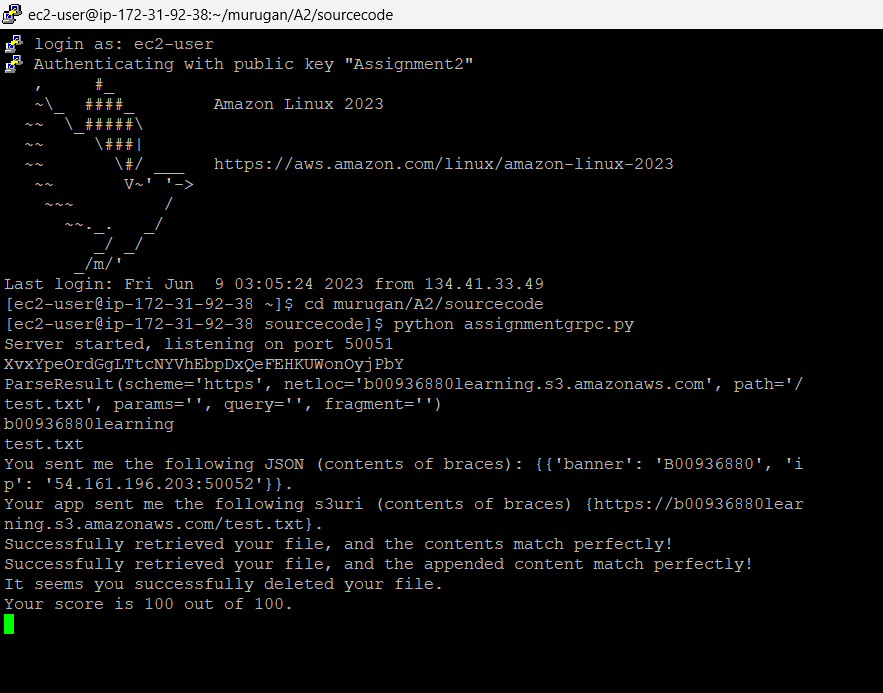 ec2-user@ip-172-31-92-38:~/murugan/A2/sourcecode
login as: ec2-user
Authenticating with public key "Assignment2"
   ,     #_
   ~\_  ####_        Amazon Linux 2023
  ~~  \_#####\
  ~~     \###|
  ~~       \#/ ___   https://aws.amazon.com/linux/amazon-linux-2023
   ~~       V~' '->
    ~~~         /
      ~~._.   _/
         _/ _/
       _/m/'
Last login: Fri Jun  9 03:05:24 2023 from 134.41.33.49
[ec2-user@ip-172-31-92-38 ~]$ cd murugan/A2/sourcecode
[ec2-user@ip-172-31-92-38 sourcecode]$ python assignmentgrpc.py
Server started, listening on port 50051
XvxYpeOrdGgLTtcNYVhEbpDxQeFEHKUWonOyjPbY
ParseResult(scheme='https', netloc='b00936880learning.s3.amazonaws.com', path='/
test.txt', params='', query='', fragment='')
b00936880learning
test.txt
You sent me the following JSON (contents of braces): {{'banner': 'B00936880', 'i
p': '54.161.196.203:50052'}}.
Your app sent me the following s3uri (contents of braces) {https://b00936880lear
ning.s3.amazonaws.com/test.txt}.
Successfully retrieved your file, and the contents match perfectly!
Successfully retrieved your file, and the appended content match perfectly!
It seems you successfully deleted your file.
Your score is 100 out of 100.